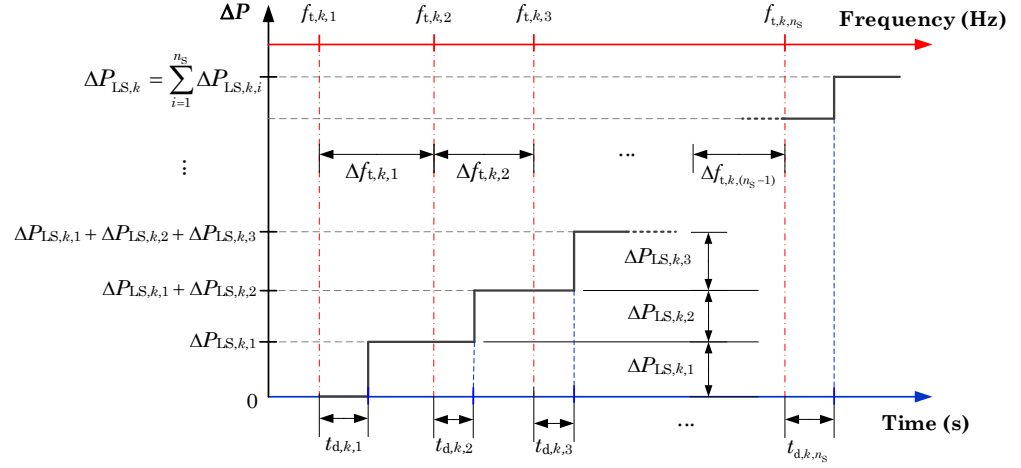 ΔP f_{t,k,1} f_{t,k,2} f_{t,k,3} f_{t,k,n_S}
Frequency (Hz)
ΔP_{LS,k} = \sum_{i=1}^{n_S} ΔP_{LS,k,i}
⋮ Δf_{t,k,1} Δf_{t,k,2} ... Δf_{t,k,(n_S−1)}
ΔP_{LS,k,1} + ΔP_{LS,k,2} + ΔP_{LS,k,3}
ΔP_{LS,k,3}
ΔP_{LS,k,1} + ΔP_{LS,k,2}
ΔP_{LS,k,2}
ΔP_{LS,k,1}
ΔP_{LS,k,1}
0
Time (s)
t_{d,k,1} t_{d,k,2} t_{d,k,3} ... t_{d,k,n_S}